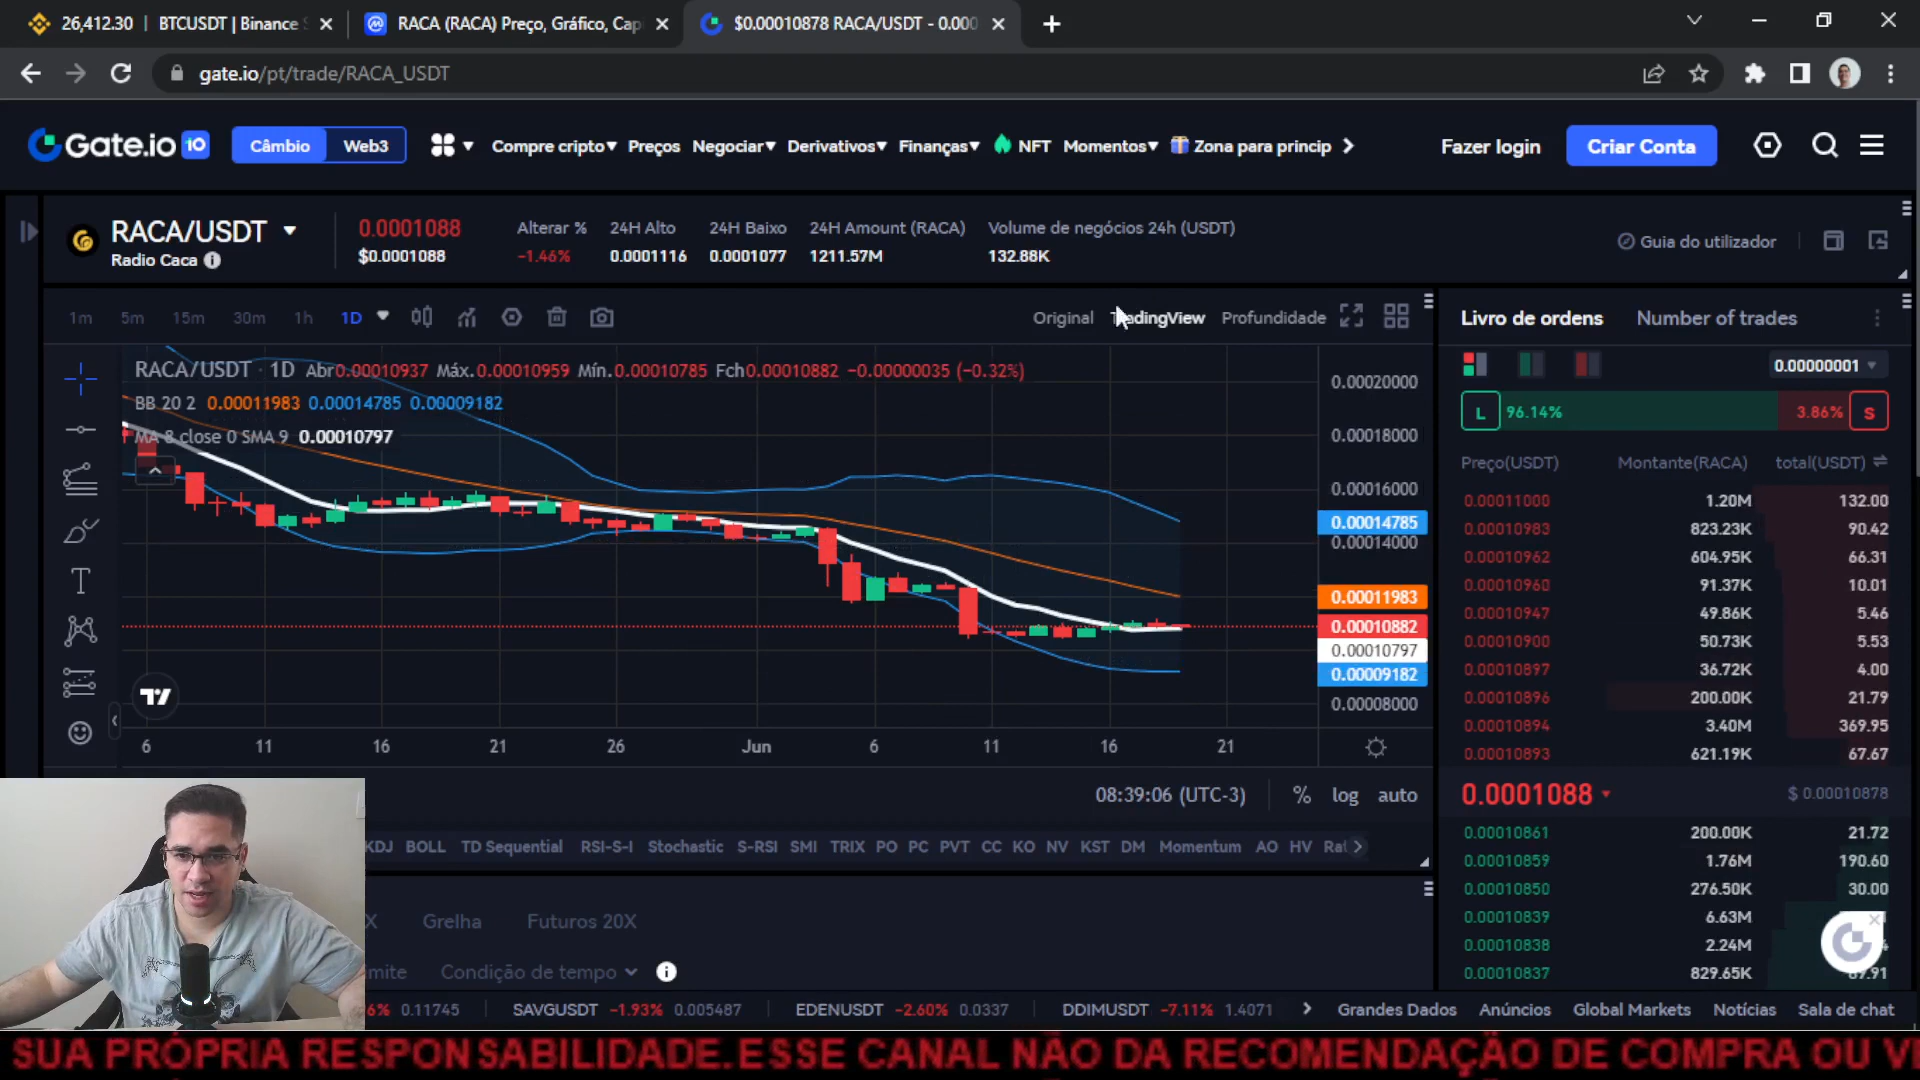 26,412.30 | BTCUSDT | Binance
RACA (RACA) Preço, Gráfico, Cap
$0.00010878 RACA/USDT - 0.000
gate.io/pt/trade/RACA_USDT
Gate.io 10
Câmbio Web3
Compre cripto Preços Negociar Derivativos Finanças NFT Momentos Zona para princip
Fazer login Criar Conta
RACA/USDT
Radio Caca
0.0001088
$0.0001088
Alterar % 24H Alto 24H Baixo 24H Amount (RACA) Volume de negócios 24h (USDT)
-1.46% 0.0001116 0.0001077 1211.57M 132.88K
Guia do utilizador
1m 5m 15m 30m 1h 1D
Original TradingView Profundidade
RACA/USDT · 1D Abr0.00010937 Máx.0.00010959 Mín.0.00010785 Fch0.00010882 −0.00000035 (−0.32%)
BB 20 2 0.00011983 0.00014785 0.00009182
MA 8 close 0 SMA 9 0.00010797
0.00020000
0.00018000
0.00016000
0.00014785
0.00014000
0.00011983
0.00010882
0.00010797
0.00009182
0.00008000
6 11 16 21 26 Jun 6 11 16 21
08:39:06 (UTC-3) % log auto
KDJ BOLL TD Sequential RSI-S-I Stochastic S-RSI SMI TRIX PO PC PVT CC KO NV KST DM Momentum AO HV
X Grelha Futuros 20X
imite Condição de tempo
Livro de ordens Number of trades
0.00000001
L 96.14% 3.86% S
Preço(USDT) Montante(RACA) total(USDT)
0.00011000 1.20M 132.00
0.00010983 823.23K 90.42
0.00010962 604.95K 66.31
0.00010960 91.37K 10.01
0.00010947 49.86K 5.46
0.00010900 50.73K 5.53
0.00010897 36.72K 4.00
0.00010896 200.00K 21.79
0.00010894 3.40M 369.95
0.00010893 621.19K 67.67
0.0001088 $ 0.00010878
0.00010861 200.00K 21.72
0.00010859 1.76M 190.60
0.00010850 276.50K 30.00
0.00010839 6.63M
0.00010838 2.24M
0.00010837 829.65K
6% 0.11745 SAVGUSDT -1.93% 0.005487 EDENUSDT -2.60% 0.0337 DDIMUSDT -7.11% 1.4071
Grandes Dados Anúncios Global Markets Notícias Sala de chat
SUA PRÓPRIA RESPONSABILIDADE.ESSE CANAL NÃO DA RECOMENDAÇÃO DE COMPRA OU